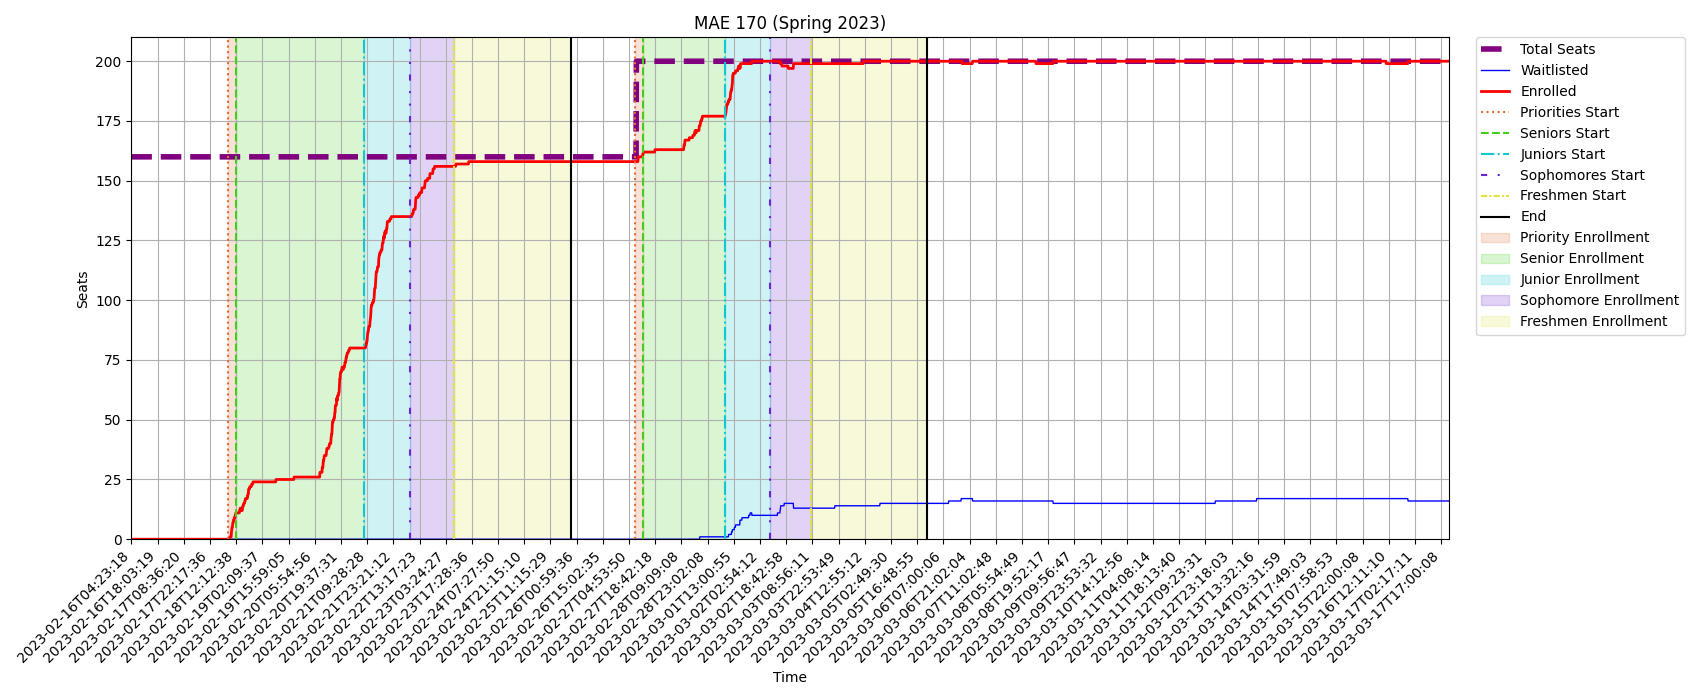 MAE 170 (Spring 2023)
Seats
200
175
150
125
100
75
50
25
0
2023-02-16T04:23:18
2023-02-16T18:03:19
2023-02-17T08:36:20
2023-02-17T22:17:36
2023-02-18T12:12:38
2023-02-19T02:09:37
2023-02-19T15:59:05
2023-02-20T05:54:56
2023-02-20T19:37:31
2023-02-21T09:28:28
2023-02-21T23:21:12
2023-02-22T13:17:23
2023-02-23T03:24:27
2023-02-23T17:28:36
2023-02-24T07:27:50
2023-02-24T21:15:10
2023-02-25T11:15:29
2023-02-26T00:59:36
2023-02-26T15:02:35
2023-02-27T04:53:50
2023-02-27T18:42:18
2023-02-28T09:09:08
2023-02-28T23:02:08
2023-03-01T13:00:55
2023-03-02T02:54:12
2023-03-02T18:42:58
2023-03-03T08:56:11
2023-03-03T22:53:49
2023-03-04T12:55:12
2023-03-05T02:49:30
2023-03-05T16:48:55
2023-03-06T07:00:06
2023-03-06T21:02:04
2023-03-07T11:02:48
2023-03-08T05:54:49
2023-03-08T19:52:17
2023-03-09T09:56:47
2023-03-09T23:53:32
2023-03-10T14:12:56
2023-03-11T04:08:14
2023-03-11T18:13:40
2023-03-12T09:23:31
2023-03-12T23:18:03
2023-03-13T13:32:16
2023-03-14T03:31:59
2023-03-14T17:49:03
2023-03-15T07:58:53
2023-03-15T22:00:08
2023-03-16T12:11:10
2023-03-17T02:17:11
2023-03-17T17:00:08
Time
Total Seats
Waitlisted
Enrolled
Priorities Start
Seniors Start
Juniors Start
Sophomores Start
Freshmen Start
End
Priority Enrollment
Senior Enrollment
Junior Enrollment
Sophomore Enrollment
Freshmen Enrollment